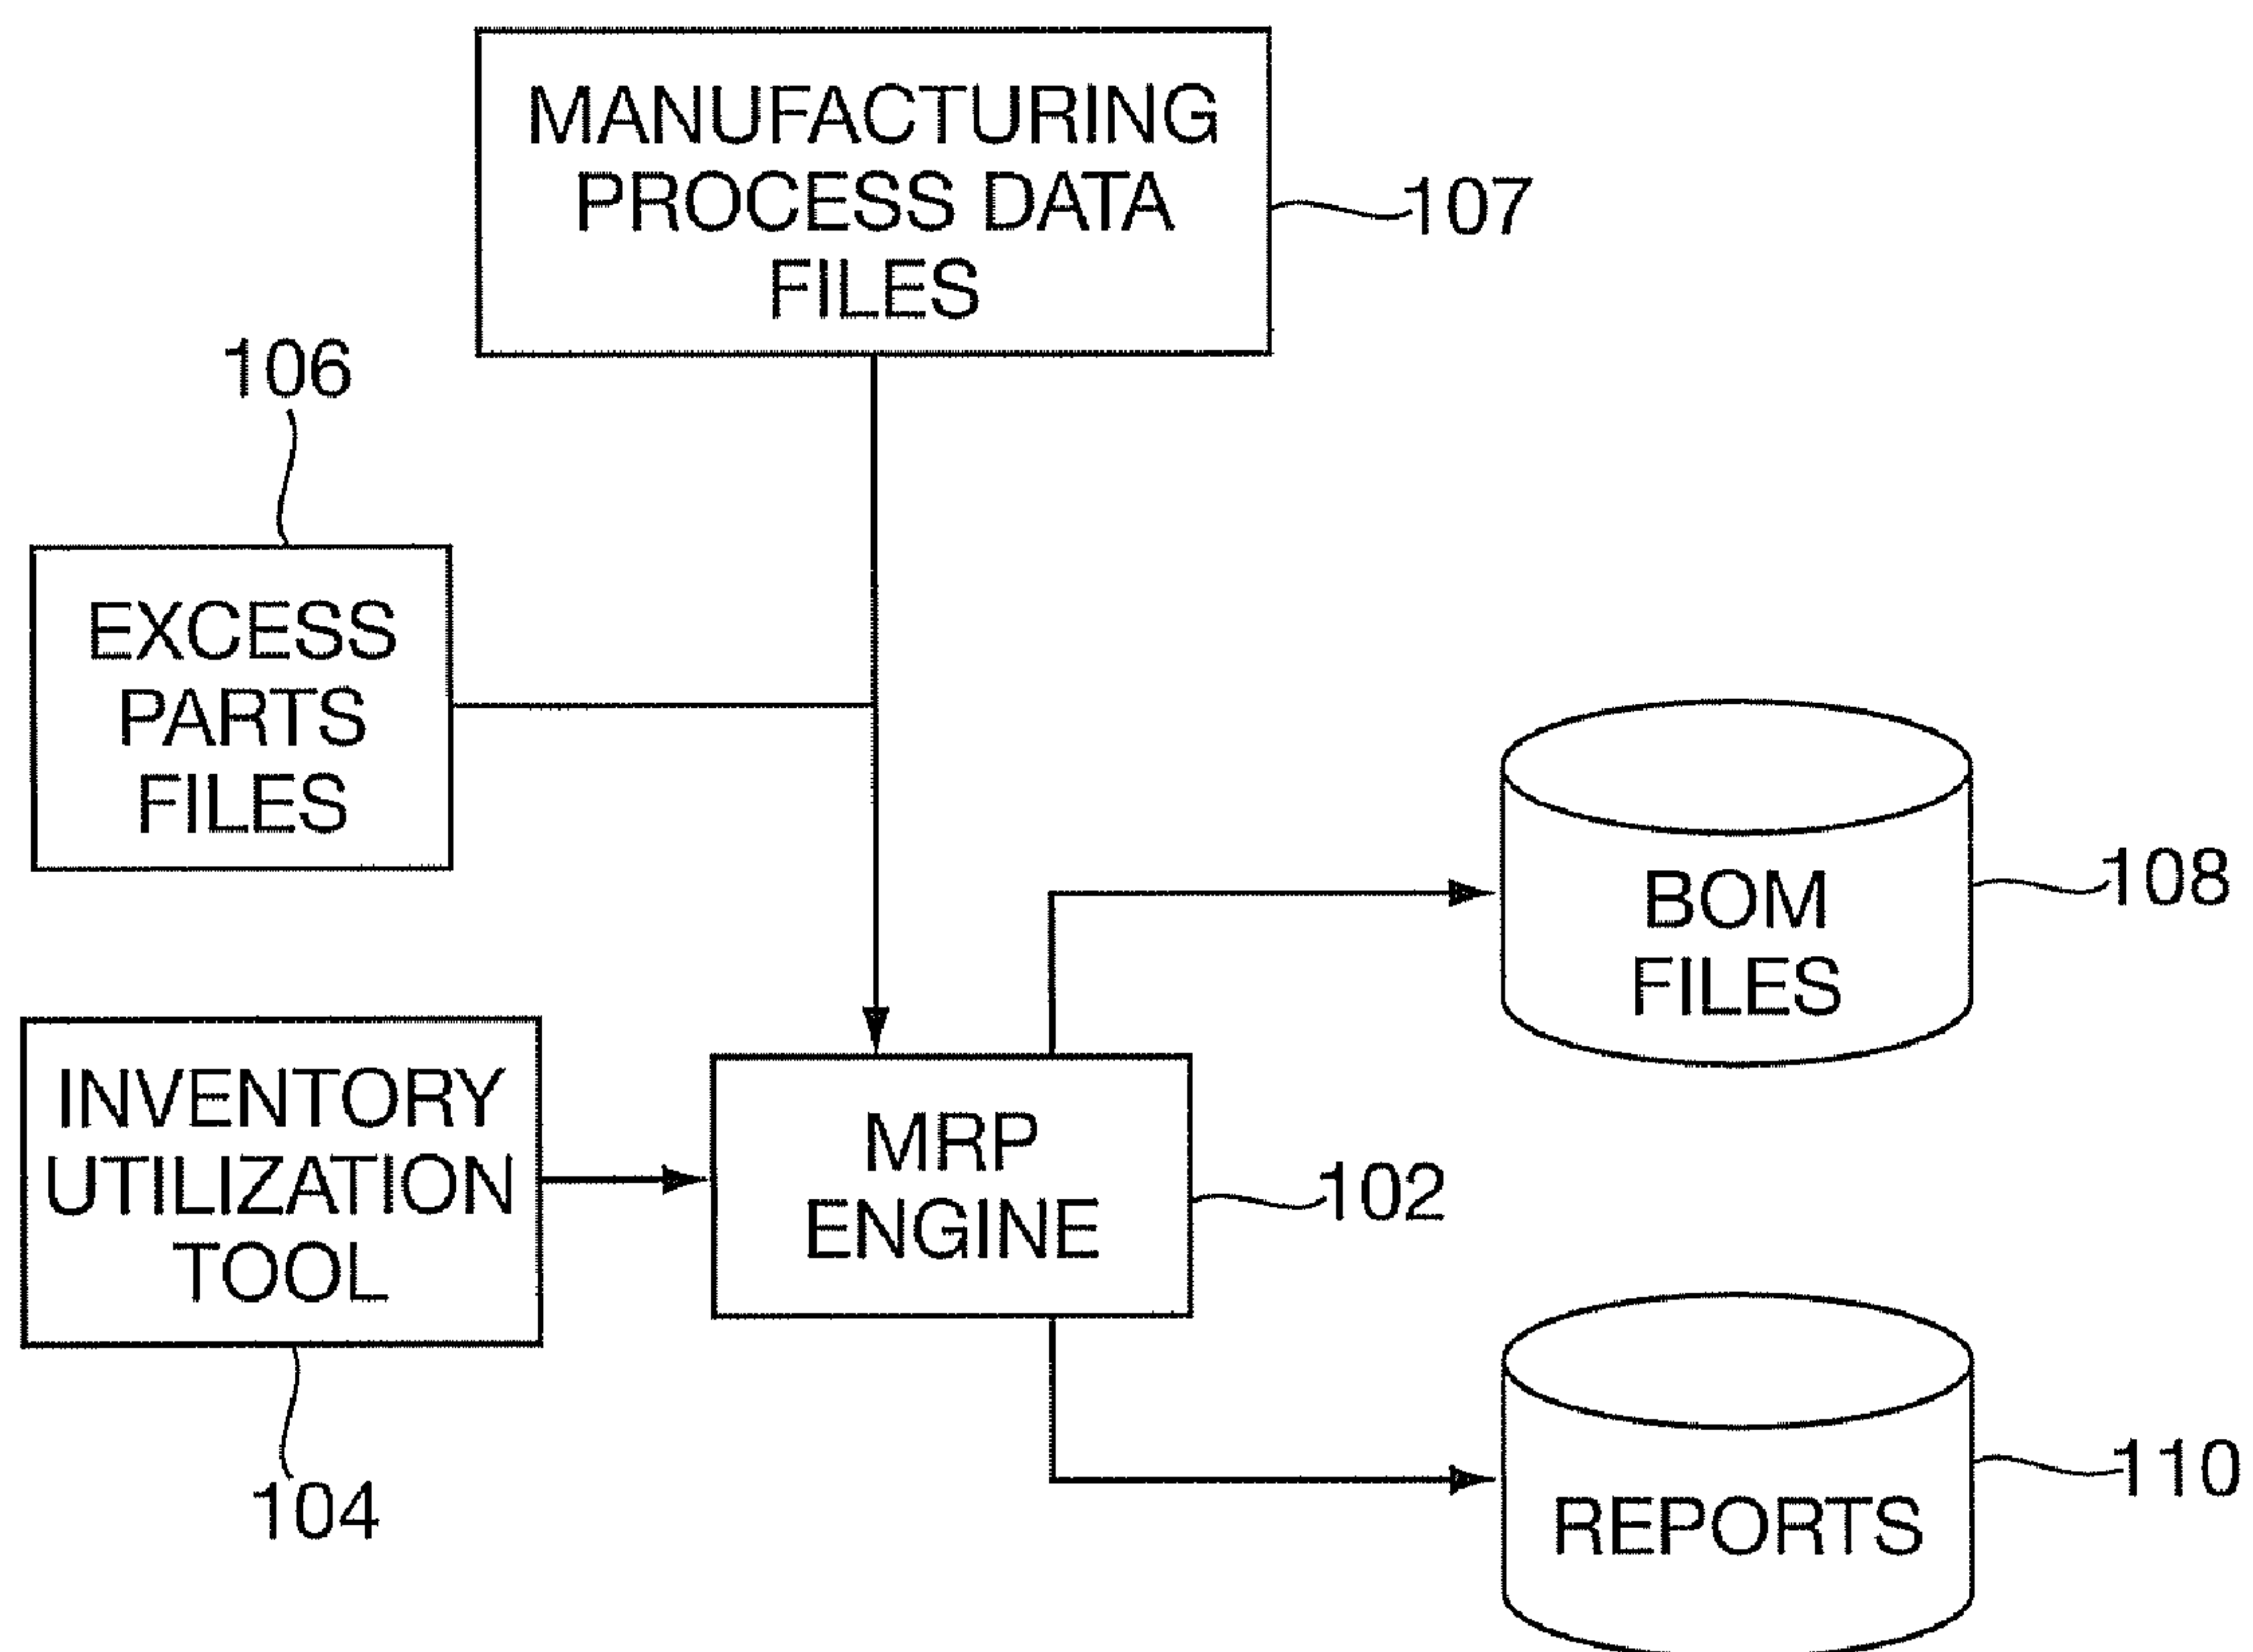 MANUFACTURING
PROCESS DATA
FILES
107
106
EXCESS
PARTS
FILES
BOM
FILES
108
INVENTORY
UTILIZATION
TOOL
104
MRP
ENGINE
102
REPORTS
110